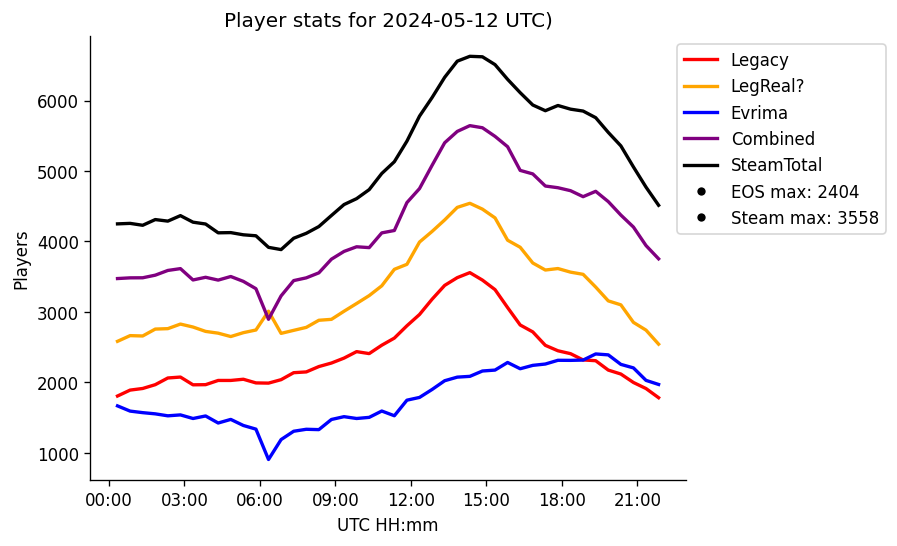 Player stats for 2024-05-12 UTC)
Legacy
LegReal?
Evrima
Combined
SteamTotal
EOS max: 2404
Steam max: 3558
Players
6000
5000
4000
3000
2000
1000
00:00 03:00 06:00 09:00 12:00 15:00 18:00 21:00
UTC HH:mm